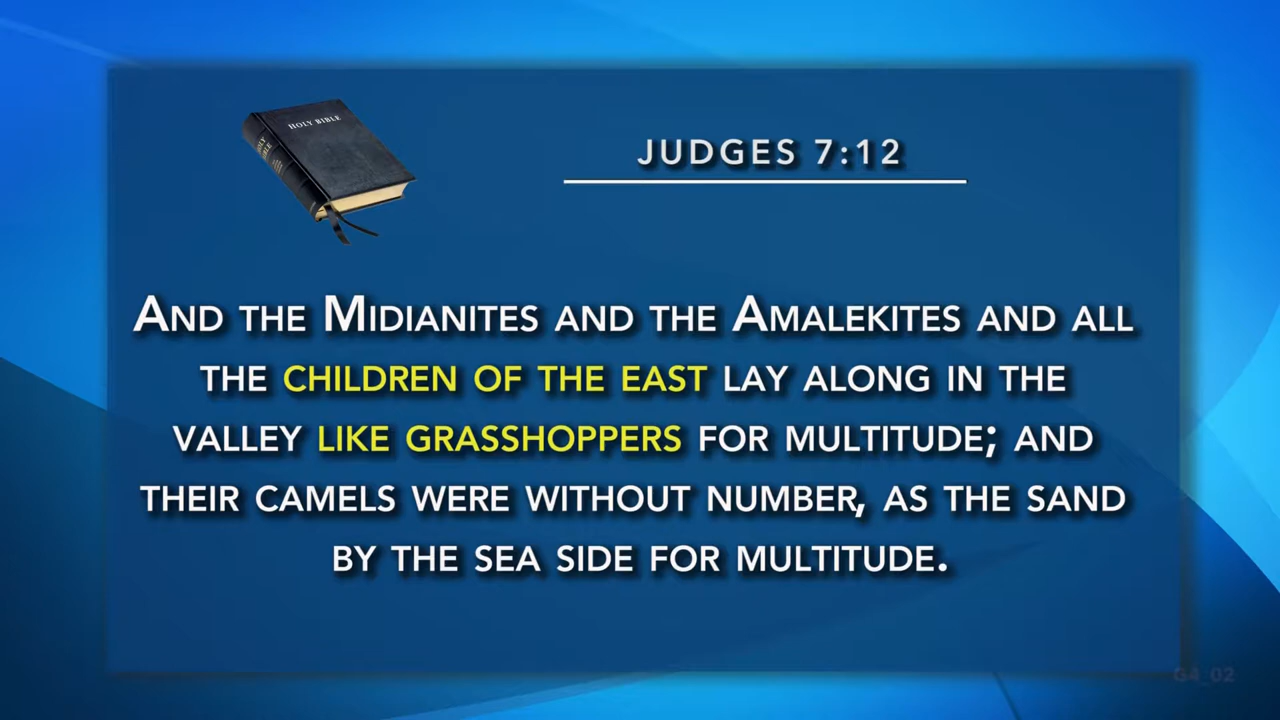 HOLY BIBLE
JUDGES 7:12
AND THE MIDIANITES AND THE AMALEKITES AND ALL
THE CHILDREN OF THE EAST LAY ALONG IN THE
VALLEY LIKE GRASSHOPPERS FOR MULTITUDE; AND
THEIR CAMELS WERE WITHOUT NUMBER, AS THE SAND
BY THE SEA SIDE FOR MULTITUDE.
G4_02